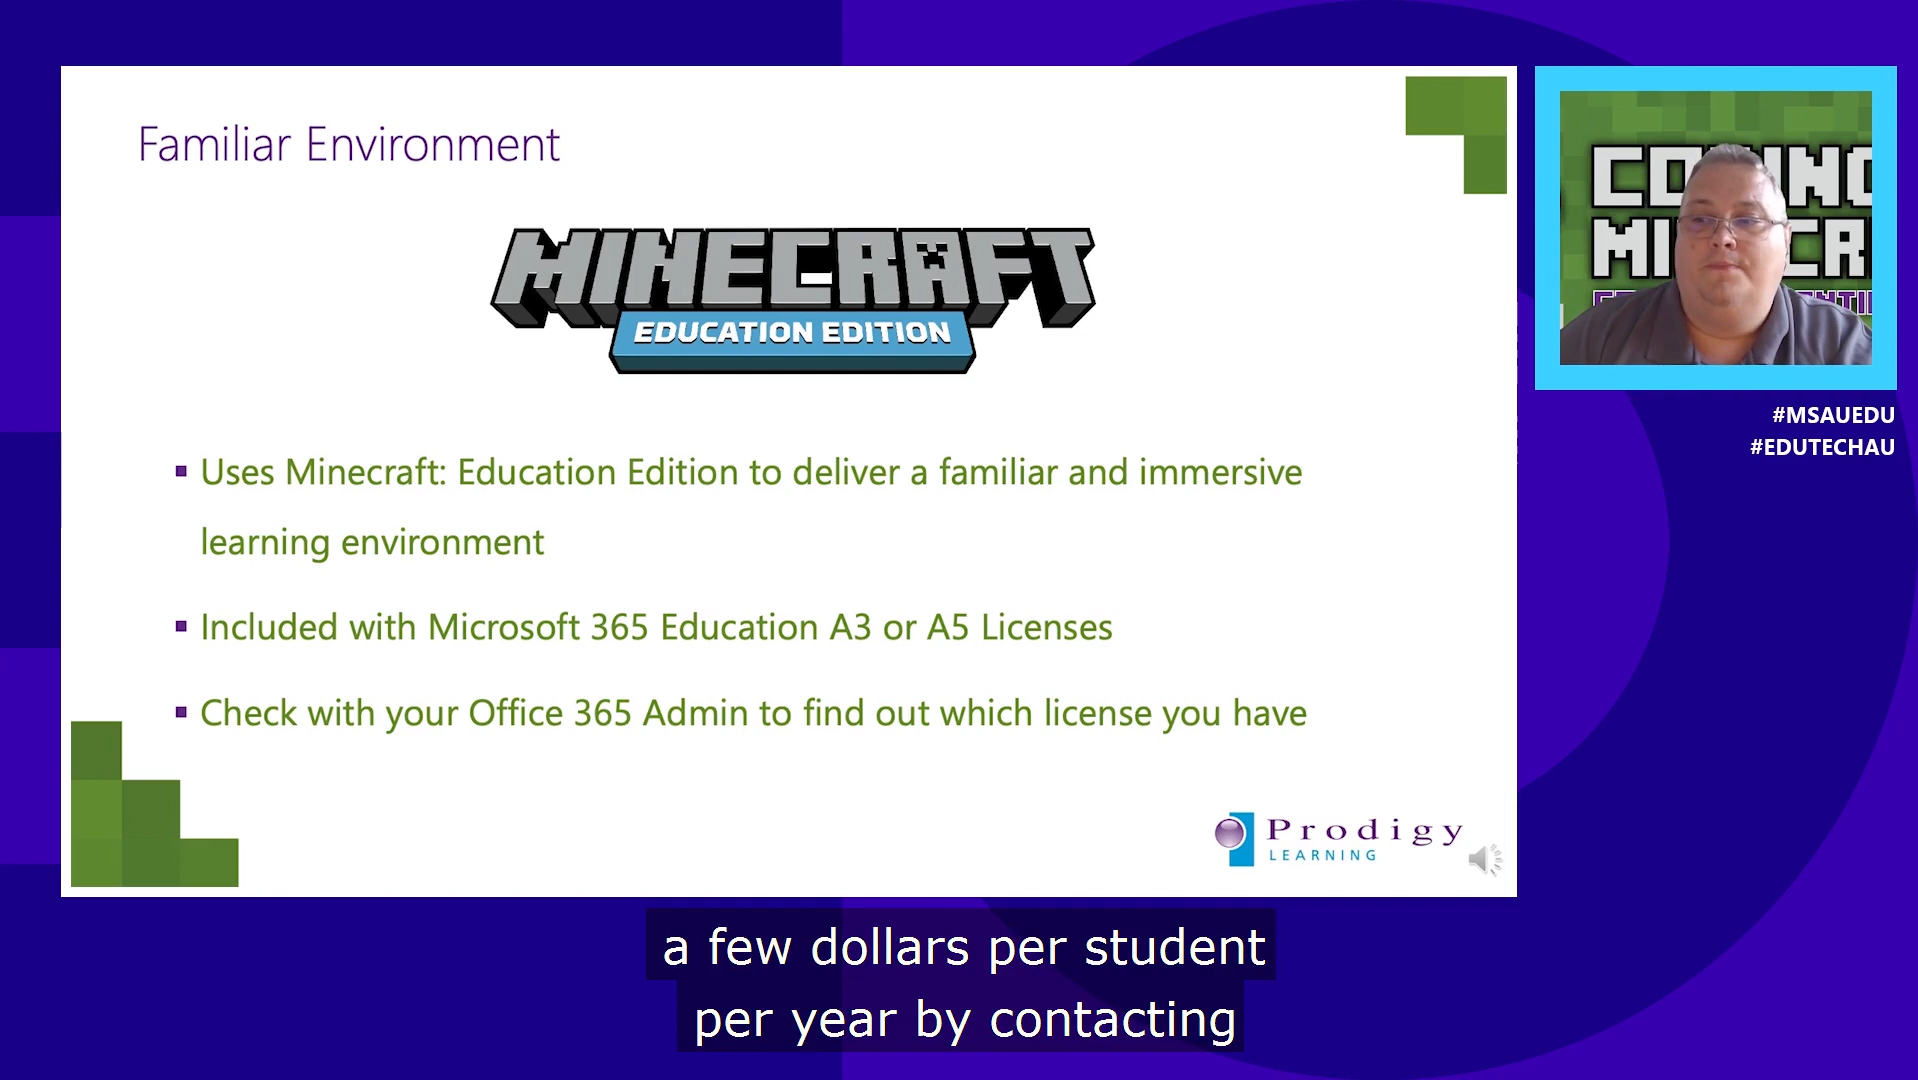 Familiar Environment
MINECRAFT
EDUCATION EDITION
▪ Uses Minecraft: Education Edition to deliver a familiar and immersive
learning environment
▪ Included with Microsoft 365 Education A3 or A5 Licenses
▪ Check with your Office 365 Admin to find out which license you have
Prodigy
LEARNING
#MSAUEDU
#EDUTECHAU
a few dollars per student
per year by contacting